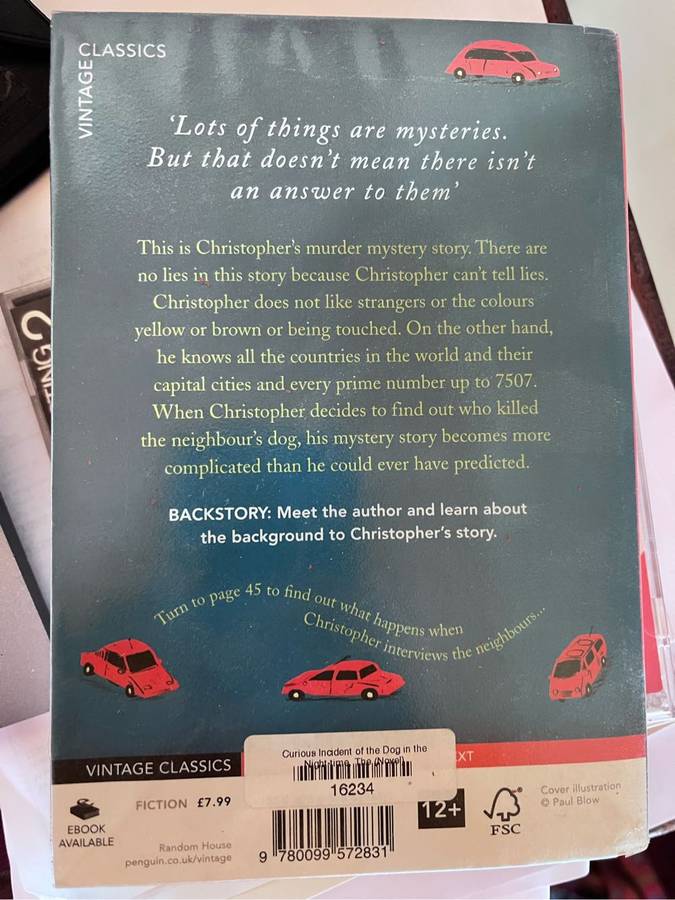 VINTAGE CLASSICS
'Lots of things are mysteries.
But that doesn't mean there isn't
an answer to them'
This is Christopher's murder mystery story. There are
no lies in this story because Christopher can't tell lies.
Christopher does not like strangers or the colours
yellow or brown or being touched. On the other hand,
he knows all the countries in the world and their
capital cities and every prime number up to 7507.
When Christopher decides to find out who killed
the neighbour's dog, his mystery story becomes more
complicated than he could ever have predicted.
BACKSTORY: Meet the author and learn about
the background to Christopher's story.
Turn to page 45 to find out what happens when
Christopher interviews the neighbours...
VINTAGE CLASSICS
XT
Curious Incident of the Dog in the
Night-time, The (Novel)
16234
EBOOK
AVAILABLE
FICTION £7.99
Random House
penguin.co.uk/vintage
9 780099 572831
12+
FSC
Cover illustration
© Paul Blow
TING 2